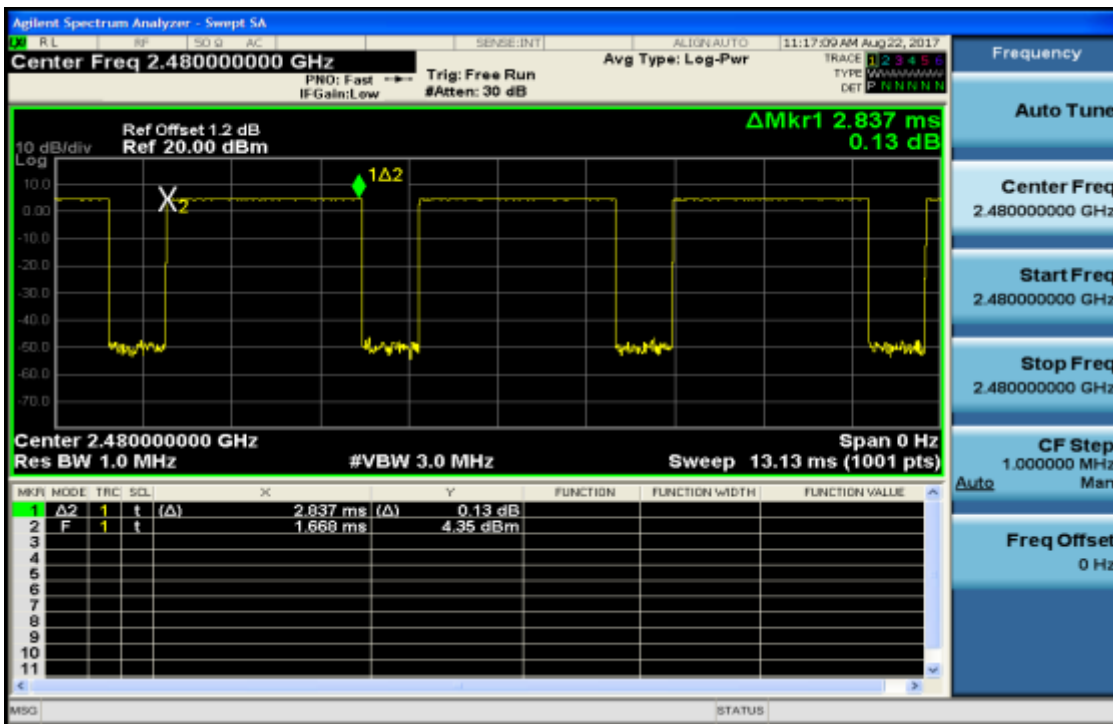 Agilent Spectrum Analyzer - Swept SA
LXI RL RF 50 Ω AC SENSE:INT ALIGNAUTO 11:17:09 AM Aug 22, 2017
Center Freq 2.480000000 GHz
PNO: Fast
IFGain:Low
Trig: Free Run
#Atten: 30 dB
Avg Type: Log-Pwr
TRACE 1 2 3 4 5 6
TYPE
DET P N N N N N
Ref Offset 1.2 dB
10 dB/div Ref 20.00 dBm
Log
ΔMkr1 2.837 ms
0.13 dB
10.0
0.00
-10.0
-20.0
-30.0
-40.0
-50.0
-60.0
-70.0
X2
1Δ2
Center 2.480000000 GHz Span 0 Hz
Res BW 1.0 MHz #VBW 3.0 MHz Sweep 13.13 ms (1001 pts)
MKR MODE TRC SCL X Y FUNCTION FUNCTION WIDTH FUNCTION VALUE
1 Δ2 1 t (Δ) 2.837 ms (Δ) 0.13 dB
2 F 1 t 1.668 ms 4.35 dBm
3
4
5
6
7
8
9
10
11
MSG STATUS
Frequency
Auto Tune
Center Freq
2.480000000 GHz
Start Freq
2.480000000 GHz
Stop Freq
2.480000000 GHz
CF Step
1.000000 MHz
Auto Man
Freq Offset
0 Hz